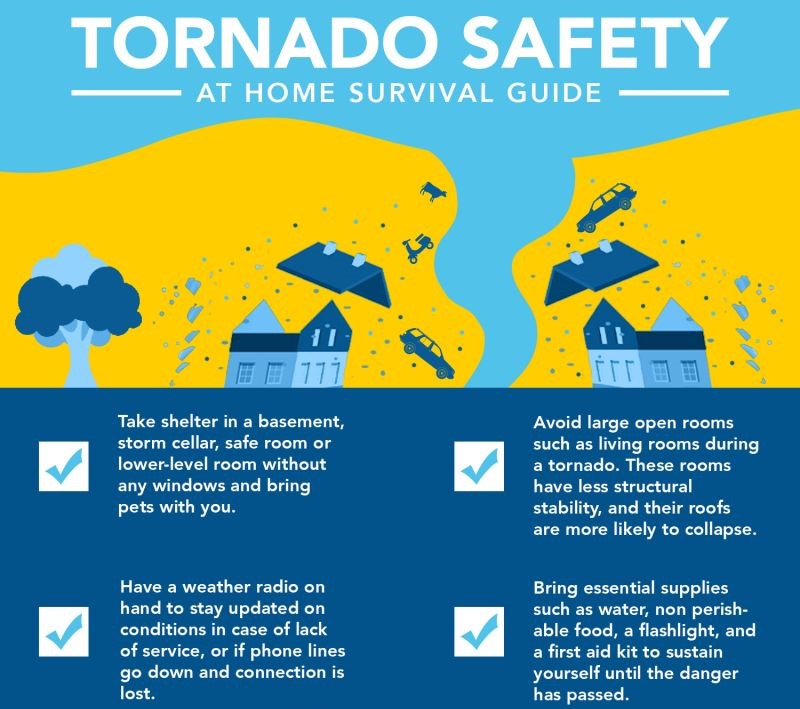 TORNADO SAFETY
AT HOME SURVIVAL GUIDE
Take shelter in a basement,
storm cellar, safe room or
lower-level room without
any windows and bring
pets with you.
Avoid large open rooms
such as living rooms during
a tornado. These rooms
have less structural
stability, and their roofs
are more likely to collapse.
Have a weather radio on
hand to stay updated on
conditions in case of lack
of service, or if phone lines
go down and connection is
lost.
Bring essential supplies
such as water, non perish-
able food, a flashlight, and
a first aid kit to sustain
yourself until the danger
has passed.